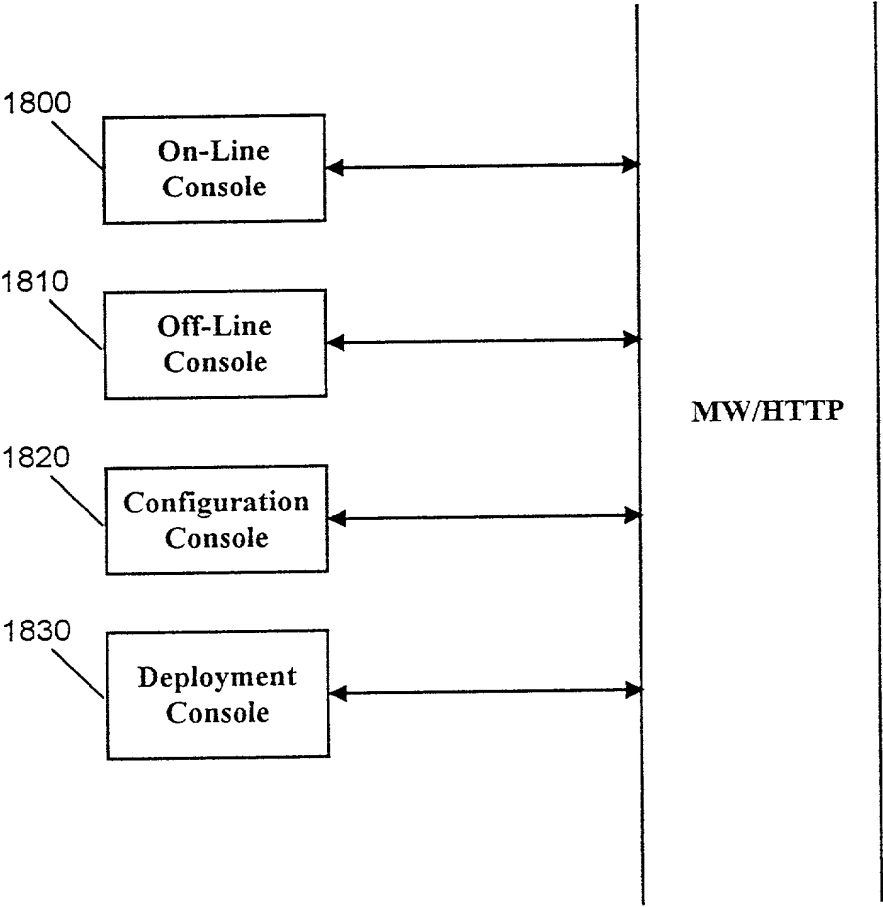 1800
On-Line
Console
1810
Off-Line
Console
MW/HTTP
1820
Configuration
Console
1830
Deployment
Console